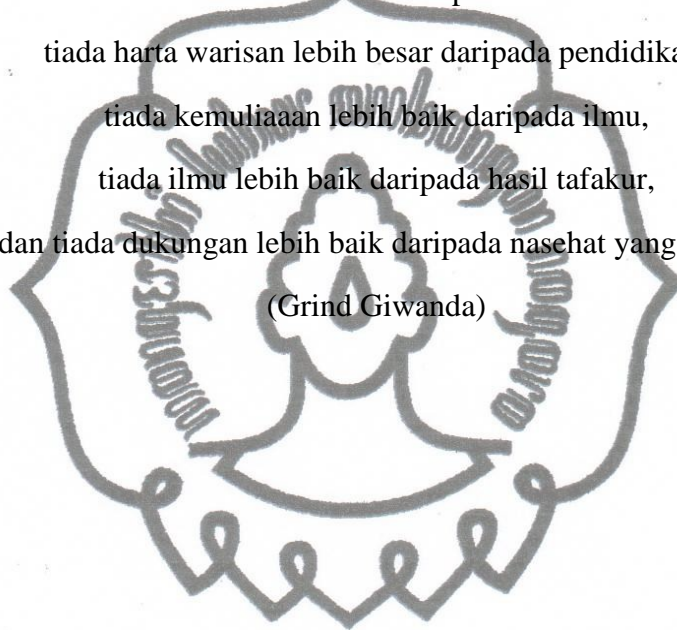 tiada harta warisan lebih besar daripada
tiada kemuliaaan lebih baik daripada ilmu,
tiada ilmu lebih baik daripada hasil tafakur,
dan tiada dukungan lebih baik daripada nasehat yang
(Grind Giwanda)